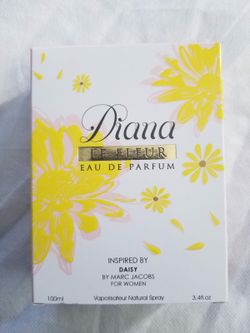 Diana
LE FLEUR
EAU DE PARFUM
INSPIRED BY
DAISY
BY MARC JACOBS
FOR WOMEN
100ml Vaporisateur Natural Spray 3.4fl.oz